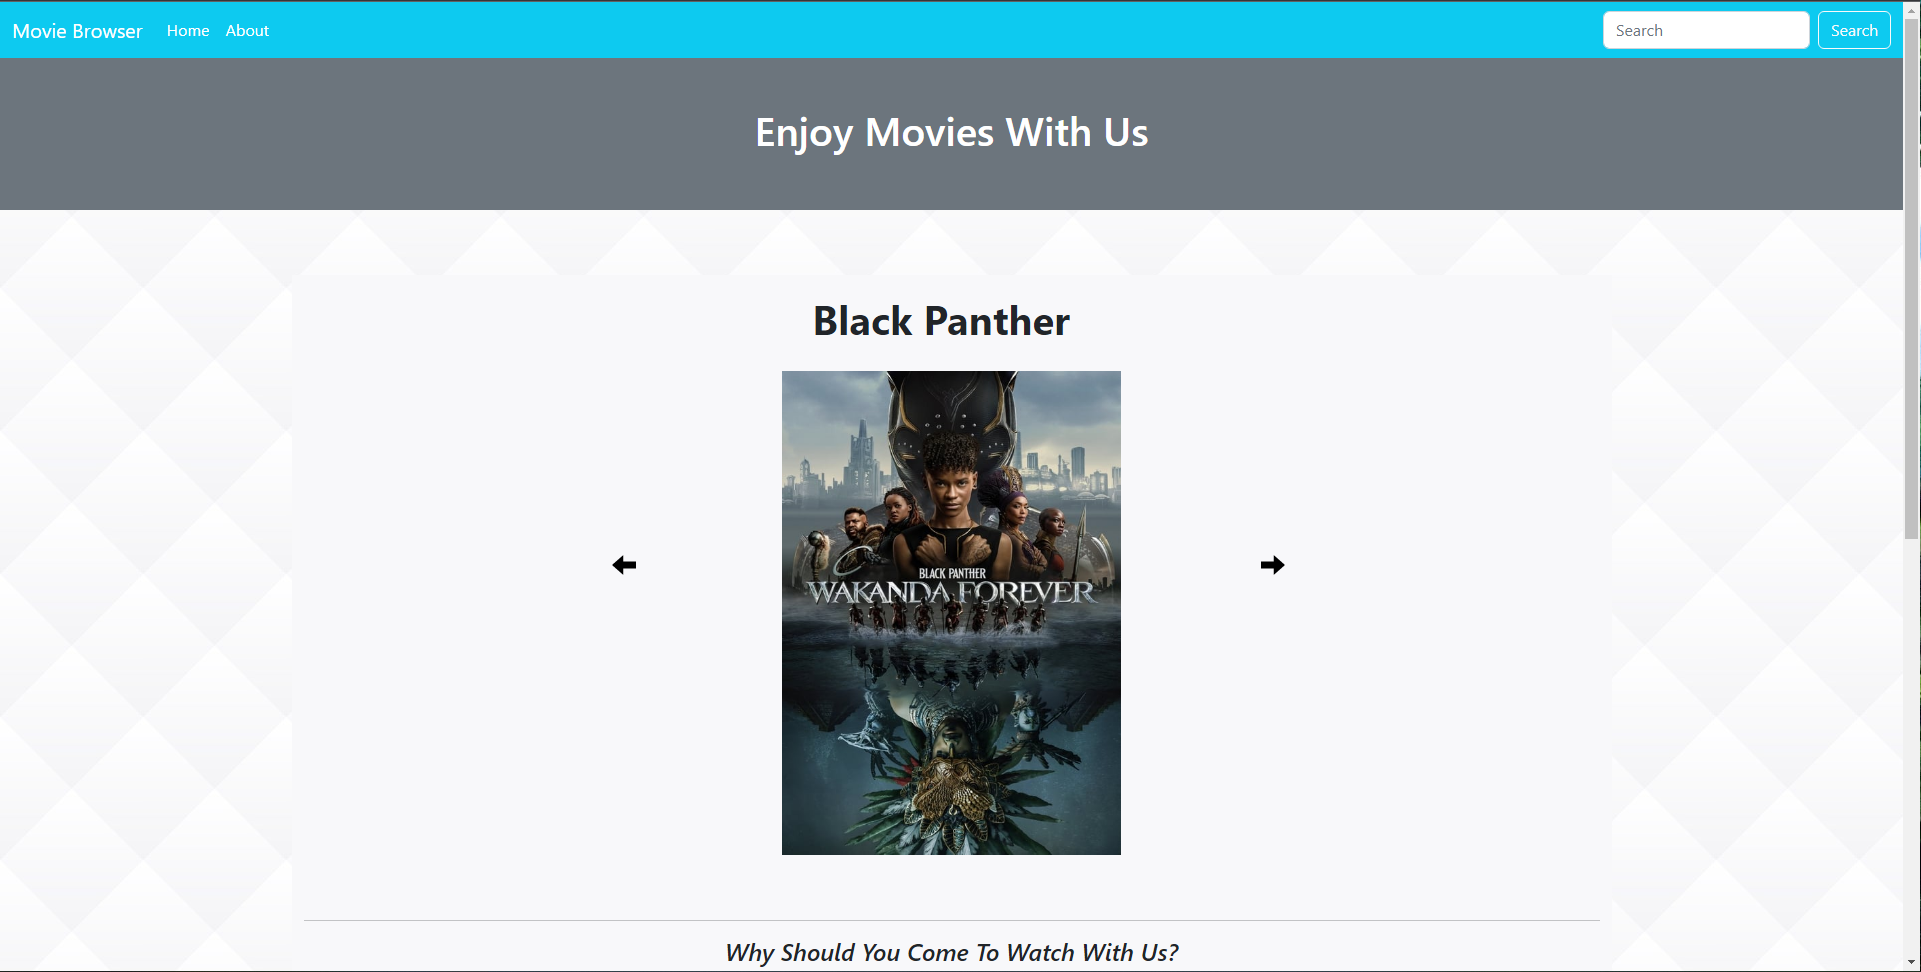 Movie Browser Home About Search Search
Enjoy Movies With Us
Black Panther
BLACK PANTHER
WAKANDA FOREVER
Why Should You Come To Watch With Us?